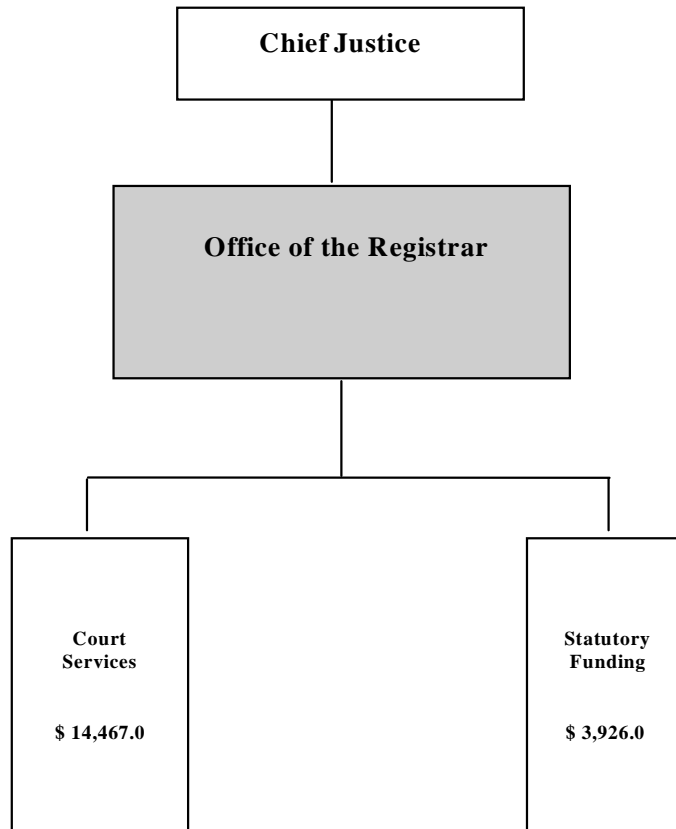 Chief Justice
Office of the Registrar
Court
Services
$ 14,467.0
Statutory
Funding
$ 3,926.0